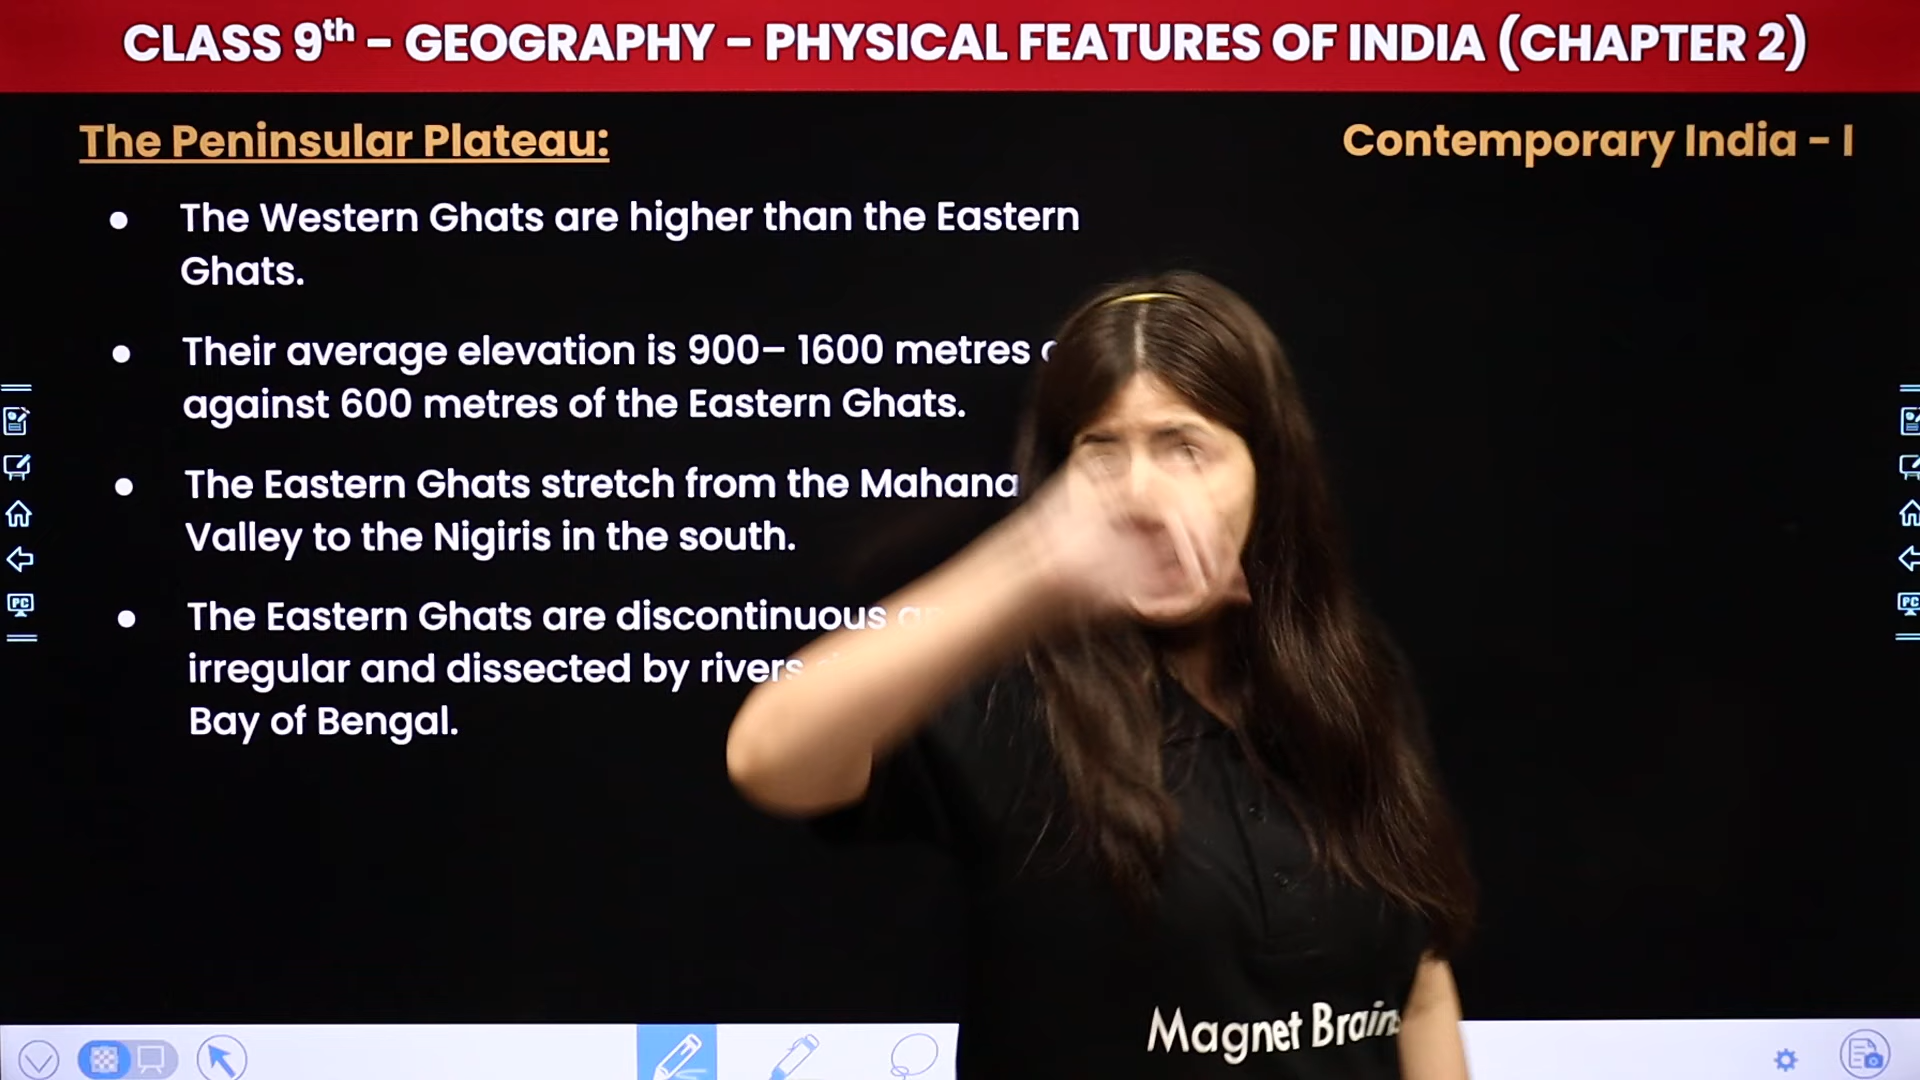 CLASS 9th - GEOGRAPHY - PHYSICAL FEATURES OF INDIA (CHAPTER 2)
The Peninsular Plateau:
Contemporary India - I
● The Western Ghats are higher than the Eastern
Ghats.
● Their average elevation is 900– 1600 metres
against 600 metres of the Eastern Ghats.
● The Eastern Ghats stretch from the
Valley to the Nigiris in the south.
● The Eastern Ghats are discontinuous
irregular and dissected by rivers
Bay of Bengal.
PC
PC
Magnet Brains